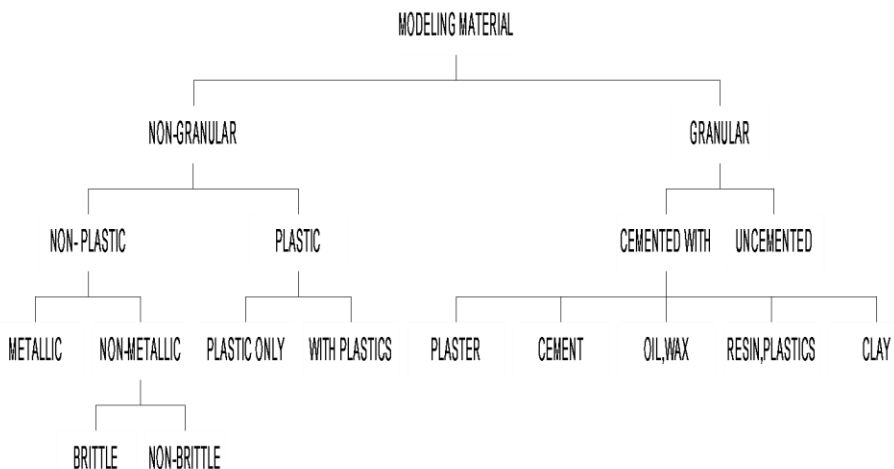 MODELING MATERIAL
NON-GRANULAR
GRANULAR
NON- PLASTIC
PLASTIC
CEMENTED WITH
UNCEMENTED
METALLIC
NON-METALLIC
PLASTIC ONLY
WITH PLASTICS
PLASTER
CEMENT
OIL,WAX
RESIN,PLASTICS
CLAY
BRITTLE
NON-BRITTLE